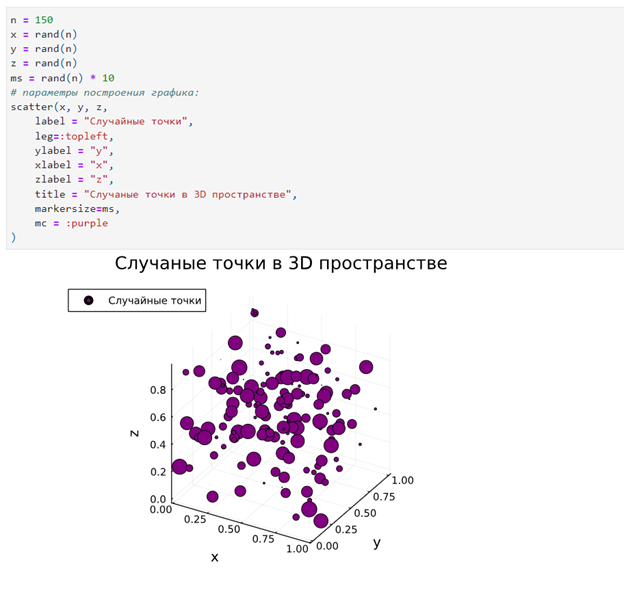 n = 150
x = rand(n)
y = rand(n)
z = rand(n)
ms = rand(n) * 10
# параметры построения графика:
scatter(x, y, z,
    label = "Случайные точки",
    leg=:topleft,
    ylabel = "y",
    xlabel = "x",
    zlabel = "z",
    title = "Случаные точки в 3D пространстве",
    markersize=ms,
    mc = :purple
)
Случаные точки в 3D пространстве
Случайные точки
z
0.8
0.6
0.4
0.2
0.0
0.00
0.25
0.50
0.75
1.00
x
0.00
0.25
0.50
0.75
1.00
y